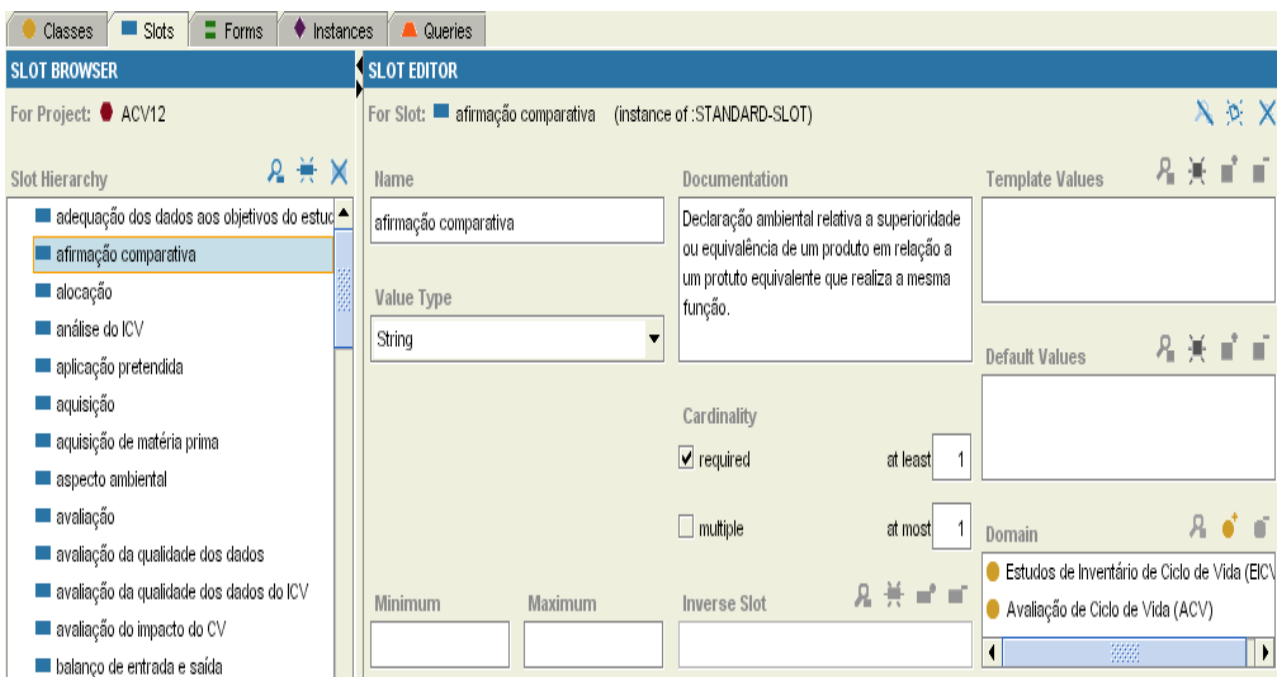 Classes Slots Forms Instances Queries
SLOT BROWSER
For Project: ACV12
Slot Hierarchy
adequação dos dados aos objetivos do estud
afirmação comparativa
alocação
análise do ICV
aplicação pretendida
aquisição
aquisição de matéria prima
aspecto ambiental
avaliação
avaliação da qualidade dos dados
avaliação da qualidade dos dados do ICV
avaliação do impacto do CV
balanço de entrada e saída
SLOT EDITOR
For Slot: afirmação comparativa (instance of :STANDARD-SLOT)
Name
afirmação comparativa
Value Type
String
Documentation
Declaração ambiental relativa a superioridade
ou equivalência de um produto em relação a
um protuto equivalente que realiza a mesma
função.
Cardinality
required at least 1
multiple at most 1
Minimum Maximum Inverse Slot
Template Values
Default Values
Domain
Estudos de Inventário de Ciclo de Vida (EICV
Avaliação de Ciclo de Vida (ACV)